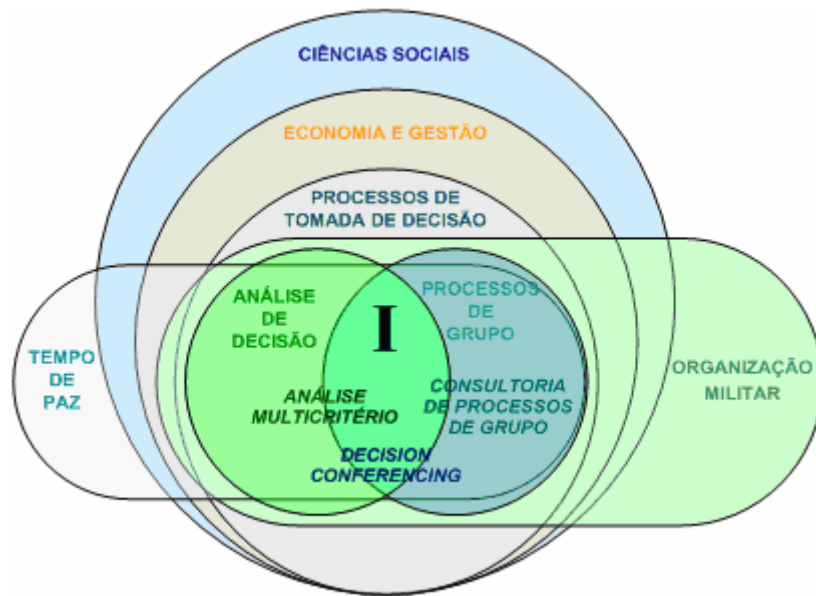 CIÊNCIAS SOCIAIS
ECONOMIA E GESTÃO
PROCESSOS DE
TOMADA DE DECISÃO
ANÁLISE
DE
DECISÃO
I
PROCESSOS
DE
GRUPO
TEMPO
DE
PAZ
ANÁLISE
MULTICRITÉRIO
CONSULTORIA
DE PROCESSOS
DE GRUPO
ORGANIZAÇÃO
MILITAR
DECISION
CONFERENCING